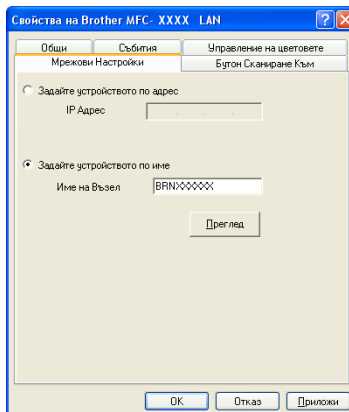 Свойства на Brother MFC- XXXX LAN
Общи Събития Управление на цветовете
Мрежови Настройки Бутон Сканиране Към
Задайте устройството по адрес
IP Адрес
Задайте устройството по име
Име на Възел BRNXXXXXX
Преглед
OK Отказ Приложи